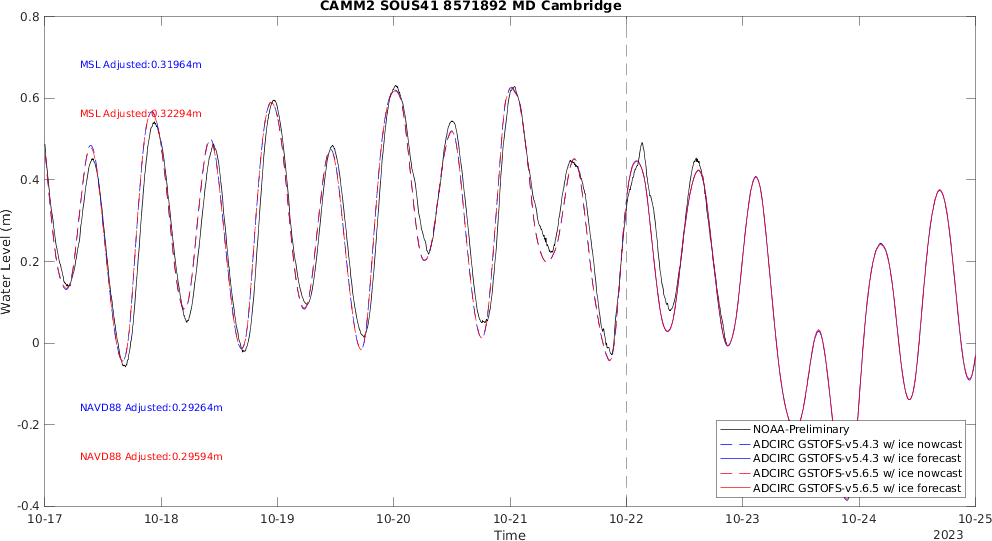 CAMM2 SOUS41 8571892 MD Cambridge
0.8
0.6
0.4
0.2
0
-0.2
-0.4
Water Level (m)
MSL Adjusted:0.31964m
MSL Adjusted:0.32294m
NAVD88 Adjusted:0.29264m
NAVD88 Adjusted:0.29594m
NOAA-Preliminary
ADCIRC GSTOFS-v5.4.3 w/ ice nowcast
ADCIRC GSTOFS-v5.4.3 w/ ice forecast
ADCIRC GSTOFS-v5.6.5 w/ ice nowcast
ADCIRC GSTOFS-v5.6.5 w/ ice forecast
10-17 10-18 10-19 10-20 10-21 10-22 10-23 10-24 10-25
Time
2023